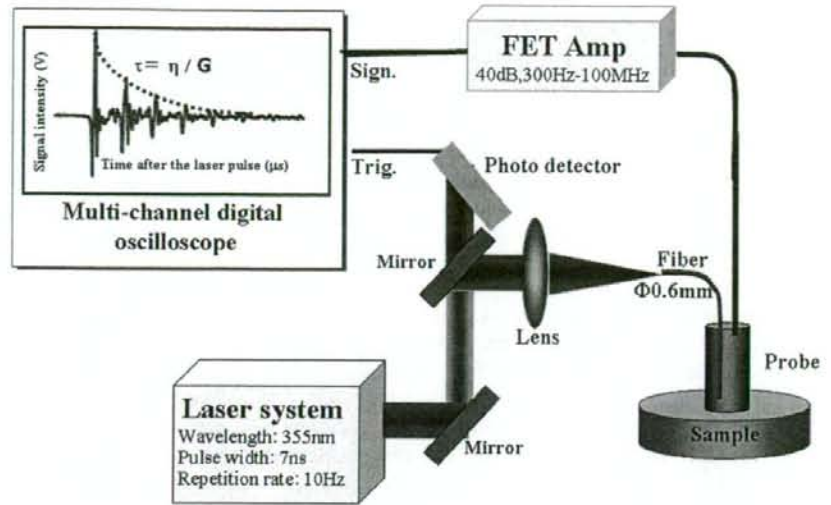 Signal intensity (V)
τ = η / G
Time after the laser pulse (μs)
Multi-channel digital
oscilloscope
Sign.
FET Amp
40dB,300Hz-100MHz
Trig.
Photo detector
Mirror
Lens
Fiber
Φ0.6mm
Probe
Sample
Laser system
Wavelength: 355nm
Pulse width: 7ns
Repetition rate: 10Hz
Mirror